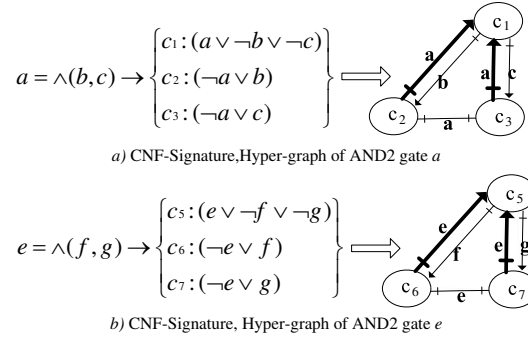 a = ∧(b, c) → { c₁: (a ∨ ¬b ∨ ¬c)
c₂: (¬a ∨ b)
c₃: (¬a ∨ c) }
c₁
a
b
a
c
c₂
a
c₃
a) CNF-Signature,Hyper-graph of AND2 gate a
e = ∧(f, g) → { c₅: (e ∨ ¬f ∨ ¬g)
c₆: (¬e ∨ f)
c₇: (¬e ∨ g) }
c₅
e
f
e
g
c₆
e
c₇
b) CNF-Signature, Hyper-graph of AND2 gate e